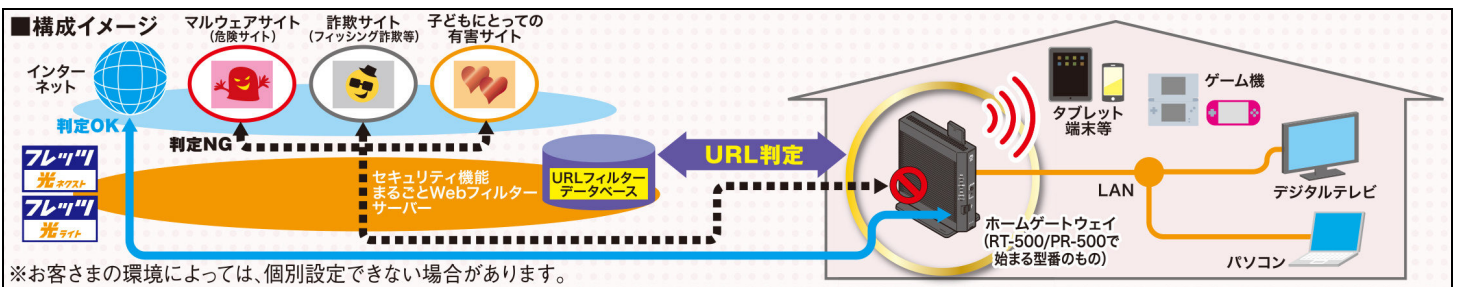 ■構成イメージ
マルウェアサイト
(危険サイト)
詐欺サイト
(フィッシング詐欺等)
子どもにとっての
有害サイト
インター
ネット
判定OK
判定NG
フレッツ
光ネクスト
フレッツ
光ライト
セキュリティ機能
まるごとWebフィルター
サーバー
URLフィルター
データベース
URL判定
タブレット
端末等
ゲーム機
LAN
デジタルテレビ
パソコン
ホームゲートウェイ
(RT-500/PR-500で
始まる型番のもの)
※お客さまの環境によっては、個別設定できない場合があります。